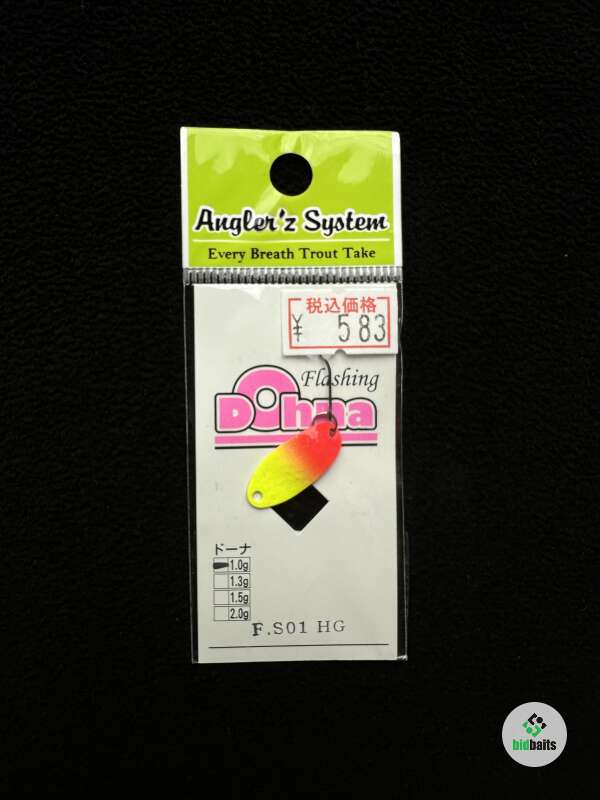 Angler'z System
Every Breath Trout Take
税込価格
¥ 583
Flashing
Dohna
ドーナ
1.0g
1.3g
1.5g
2.0g
F.S01 HG
bidbaits